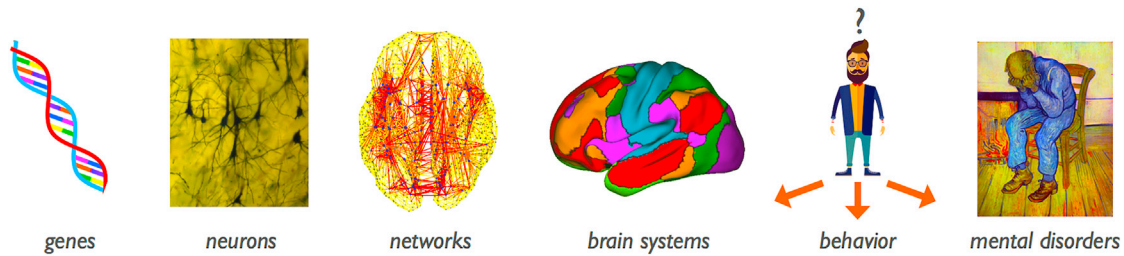 ?
genes
neurons
networks
brain systems
behavior
mental disorders